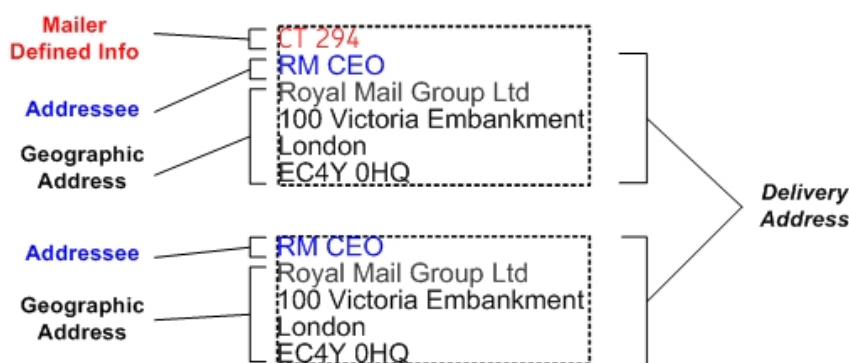 Mailer
Defined Info
CT 294
RM CEO
Addressee
Royal Mail Group Ltd
100 Victoria Embankment
Geographic
Address
London
EC4Y 0HQ
Delivery
Address
Addressee
RM CEO
Royal Mail Group Ltd
Geographic
Address
100 Victoria Embankment
London
EC4Y 0HQ